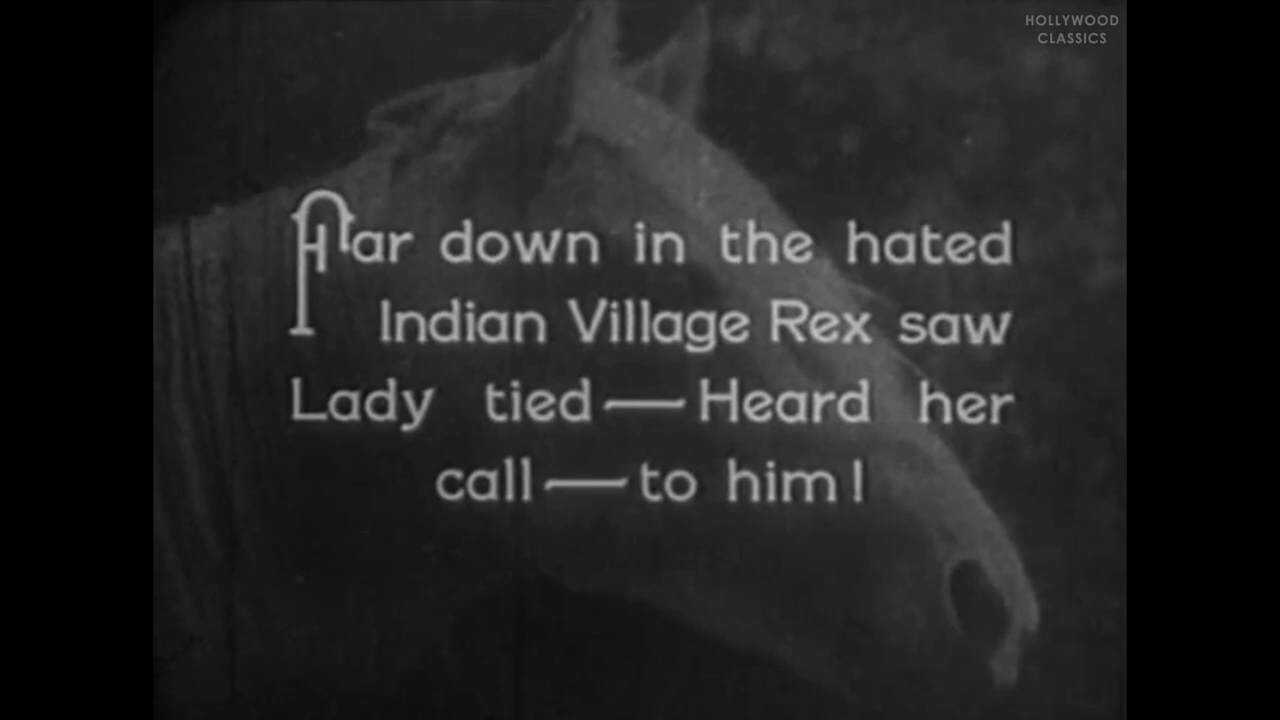 HOLLYWOOD
CLASSICS
Far down in the hated
Indian Village Rex saw
Lady tied—Heard her
call—to him!